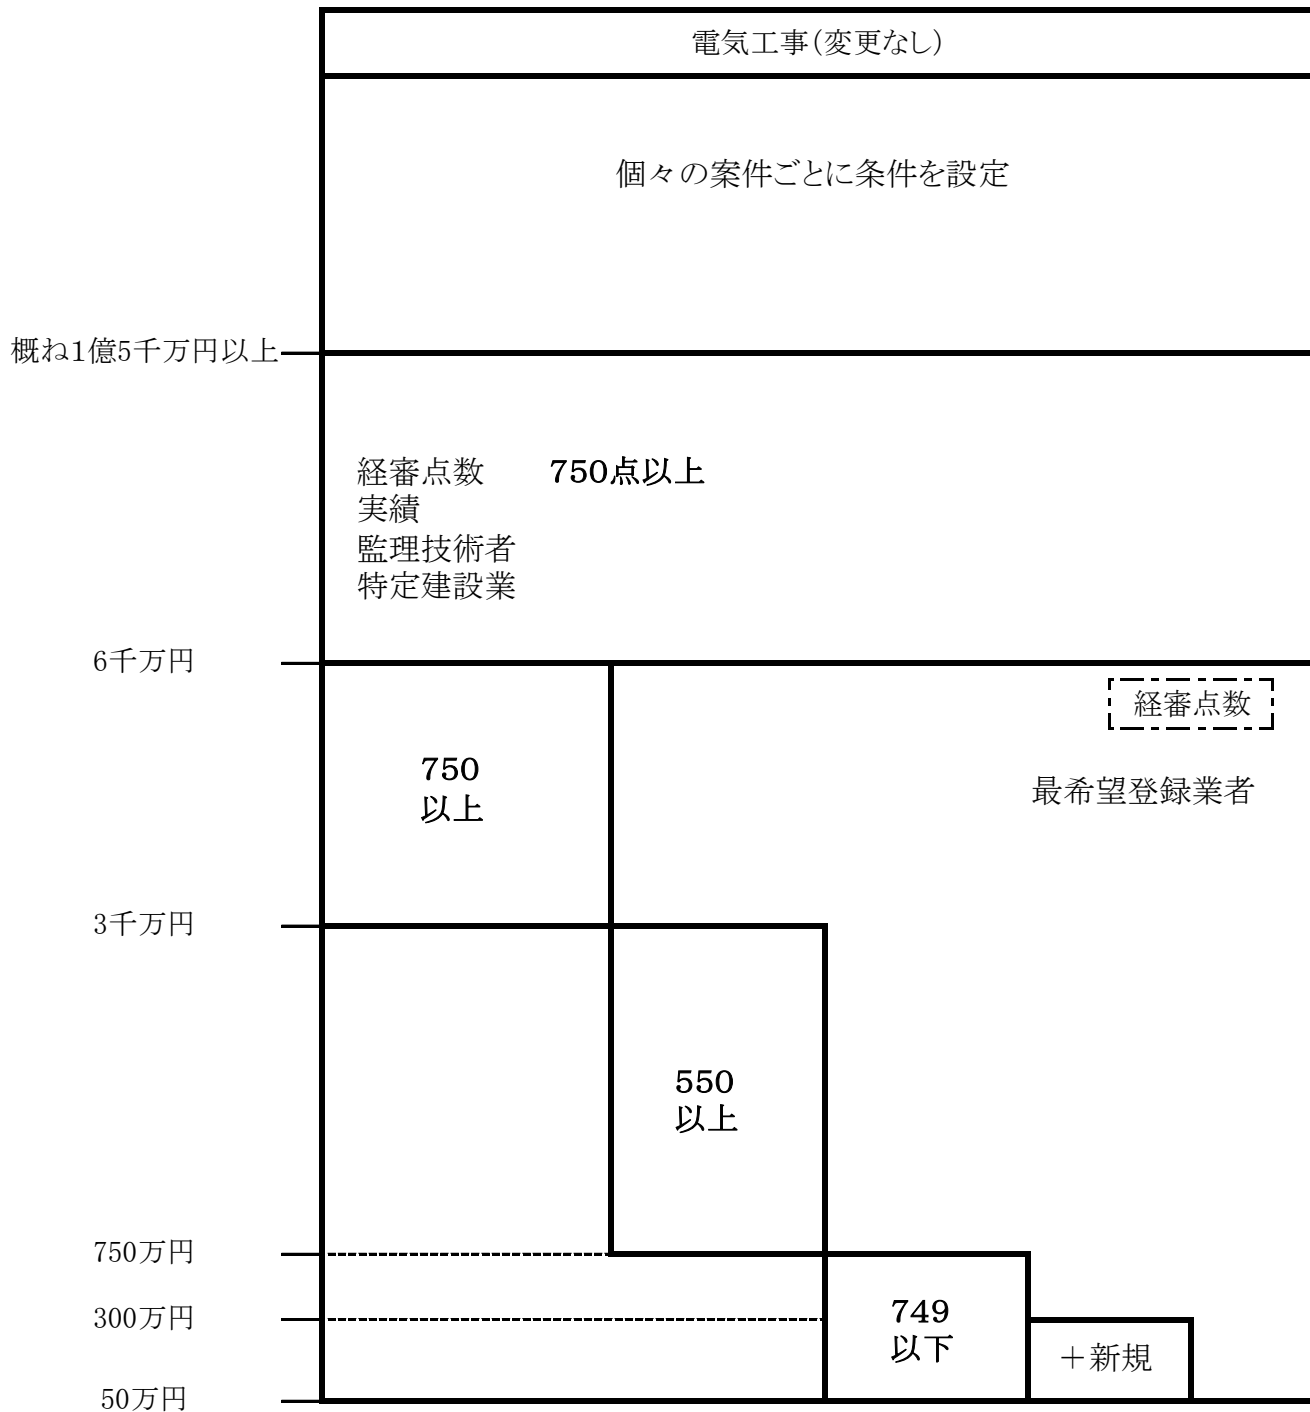 電気工事（変更なし）
個々の案件ごとに条件を設定
概ね1億5千万円以上
経審点数 750点以上
実績
監理技術者
特定建設業
6千万円
経審点数
750
以上
最希望登録業者
3千万円
550
以上
750万円
749
以下
300万円
＋新規
50万円